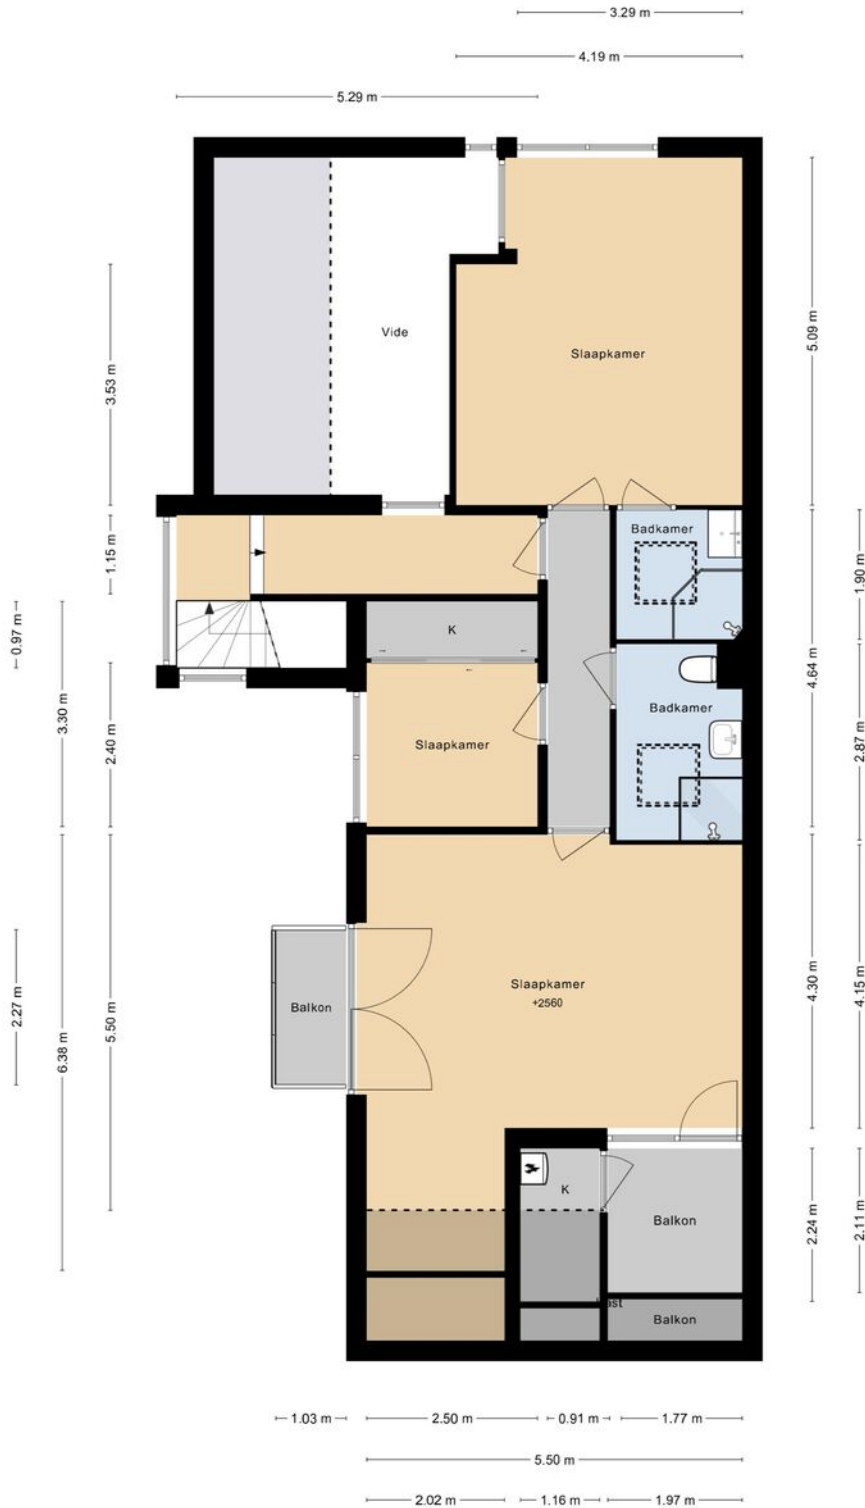 3.29 m
4.19 m
5.29 m
Vide
Slaapkamer
5.09 m
3.53 m
Badkamer
1.15 m
1.90 m
0.97 m
K
4.64 m
3.30 m
2.40 m
Slaapkamer
Badkamer
2.87 m
Slaapkamer
+2560
Balkon
2.27 m
6.38 m
5.50 m
4.30 m
4.15 m
K
Balkon
2.24 m
2.11 m
Balkon
1.03 m
2.50 m
0.91 m
1.77 m
5.50 m
2.02 m
1.16 m
1.97 m